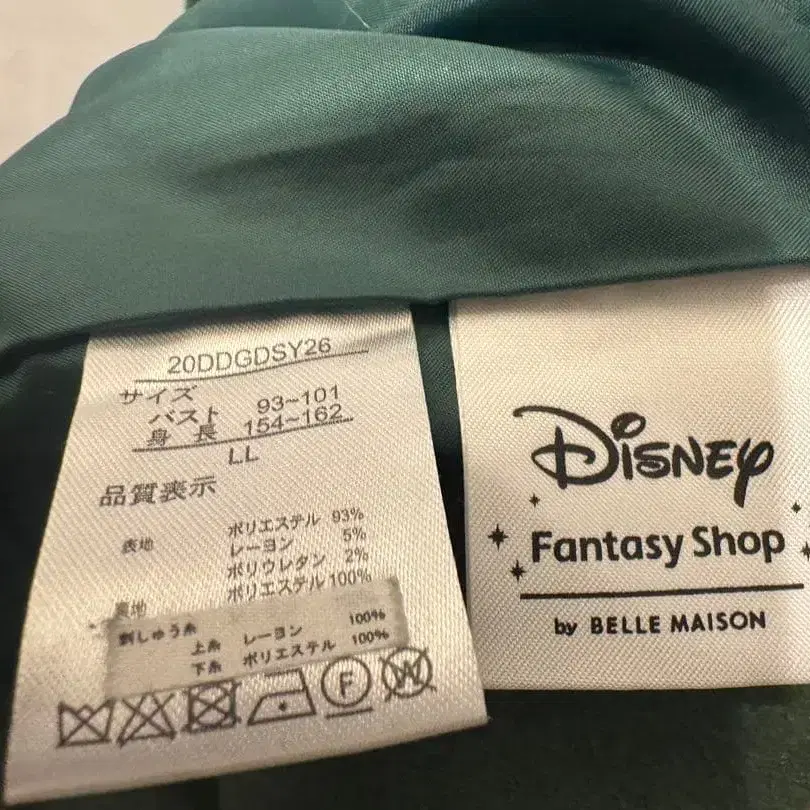 20DDGDSY26
サイズ
バスト 93~101
身長 154~162
LL
品質表示
表地 ポリエステル 93%
レーヨン 5%
ポリウレタン 2%
裏地 ポリエステル 100%
刺しゅう糸
上糸 レーヨン 100%
下糸 ポリエステル 100%
F
W
Disney
Fantasy Shop
by BELLE MAISON